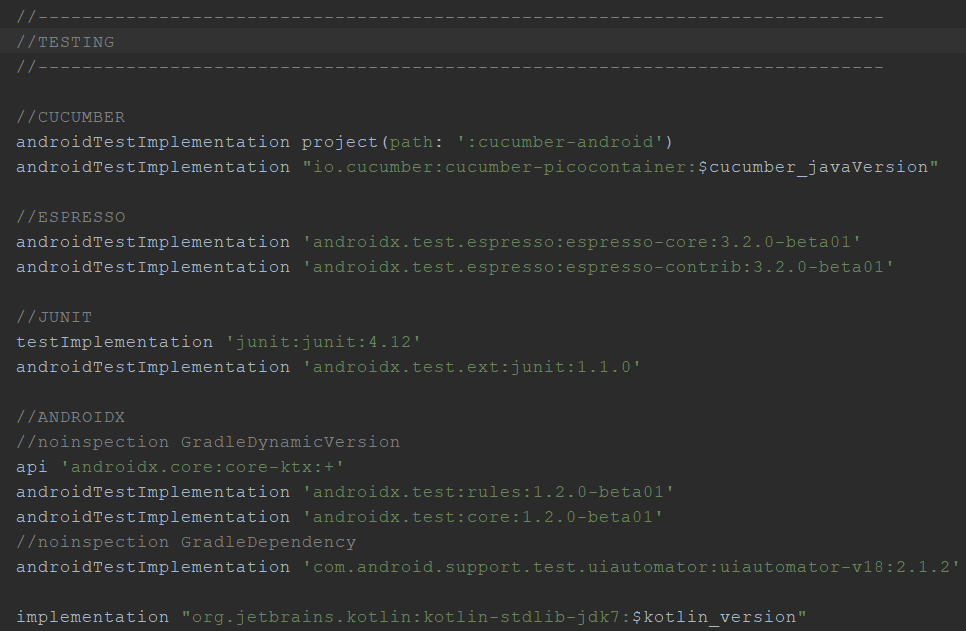 //-----------------------------------------------------------------------------
//TESTING
//-----------------------------------------------------------------------------
//CUCUMBER
androidTestImplementation project(path: ':cucumber-android')
androidTestImplementation "io.cucumber:cucumber-picocontainer:$cucumber_javaVersion"
//ESPRESSO
androidTestImplementation 'androidx.test.espresso:espresso-core:3.2.0-beta01'
androidTestImplementation 'androidx.test.espresso:espresso-contrib:3.2.0-beta01'
//JUNIT
testImplementation 'junit:junit:4.12'
androidTestImplementation 'androidx.test.ext:junit:1.1.0'
//ANDROIDX
//noinspection GradleDynamicVersion
api 'androidx.core:core-ktx:+'
androidTestImplementation 'androidx.test:rules:1.2.0-beta01'
androidTestImplementation 'androidx.test:core:1.2.0-beta01'
//noinspection GradleDependency
androidTestImplementation 'com.android.support.test.uiautomator:uiautomator-v18:2.1.2'
implementation "org.jetbrains.kotlin:kotlin-stdlib-jdk7:$kotlin_version"